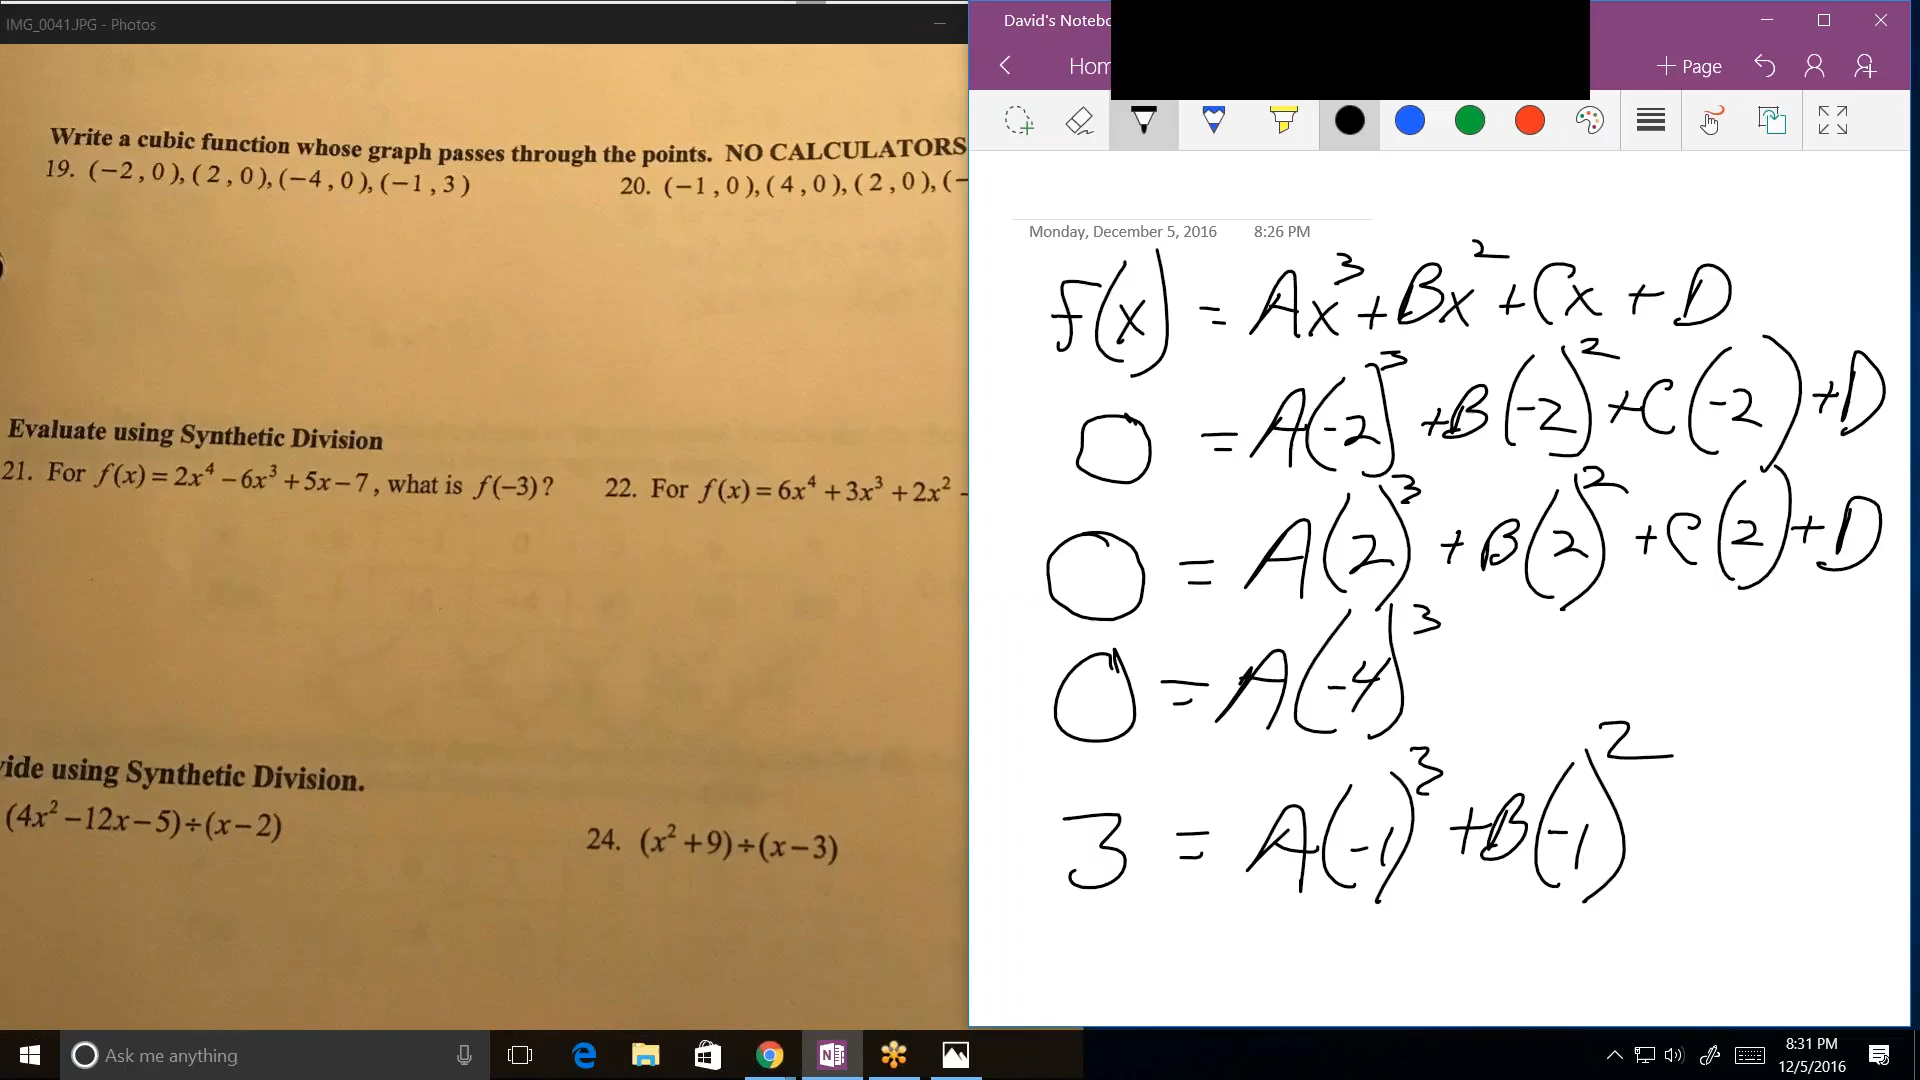 IMG_0041.JPG - Photos
Write a cubic function whose graph passes through the points. NO CALCULATORS
19. (−2 , 0 ), ( 2 , 0 ), (−4 , 0 ), (−1 , 3 )
20. (−1 , 0 ), ( 4 , 0 ), ( 2 , 0 ), (−
Evaluate using Synthetic Division
21. For f(x) = 2x⁴ − 6x³ + 5x − 7, what is f(−3)?
22. For f(x) = 6x⁴ + 3x³ + 2x² -
vide using Synthetic Division.
(4x² − 12x − 5) ÷ (x − 2)
24. (x² + 9) ÷ (x − 3)
David's Notebo
Hom
Page
Monday, December 5, 2016 8:26 PM
f(x) = Ax³ + Bx² + Cx + D
0 = A(-2)³ + B(-2)² + C(-2) + D
0 = A(2)³ + B(2)² + C(2) + D
0 = A(-4)³
3 = A(-1)³ + B(-1)²
Ask me anything
8:31 PM
12/5/2016